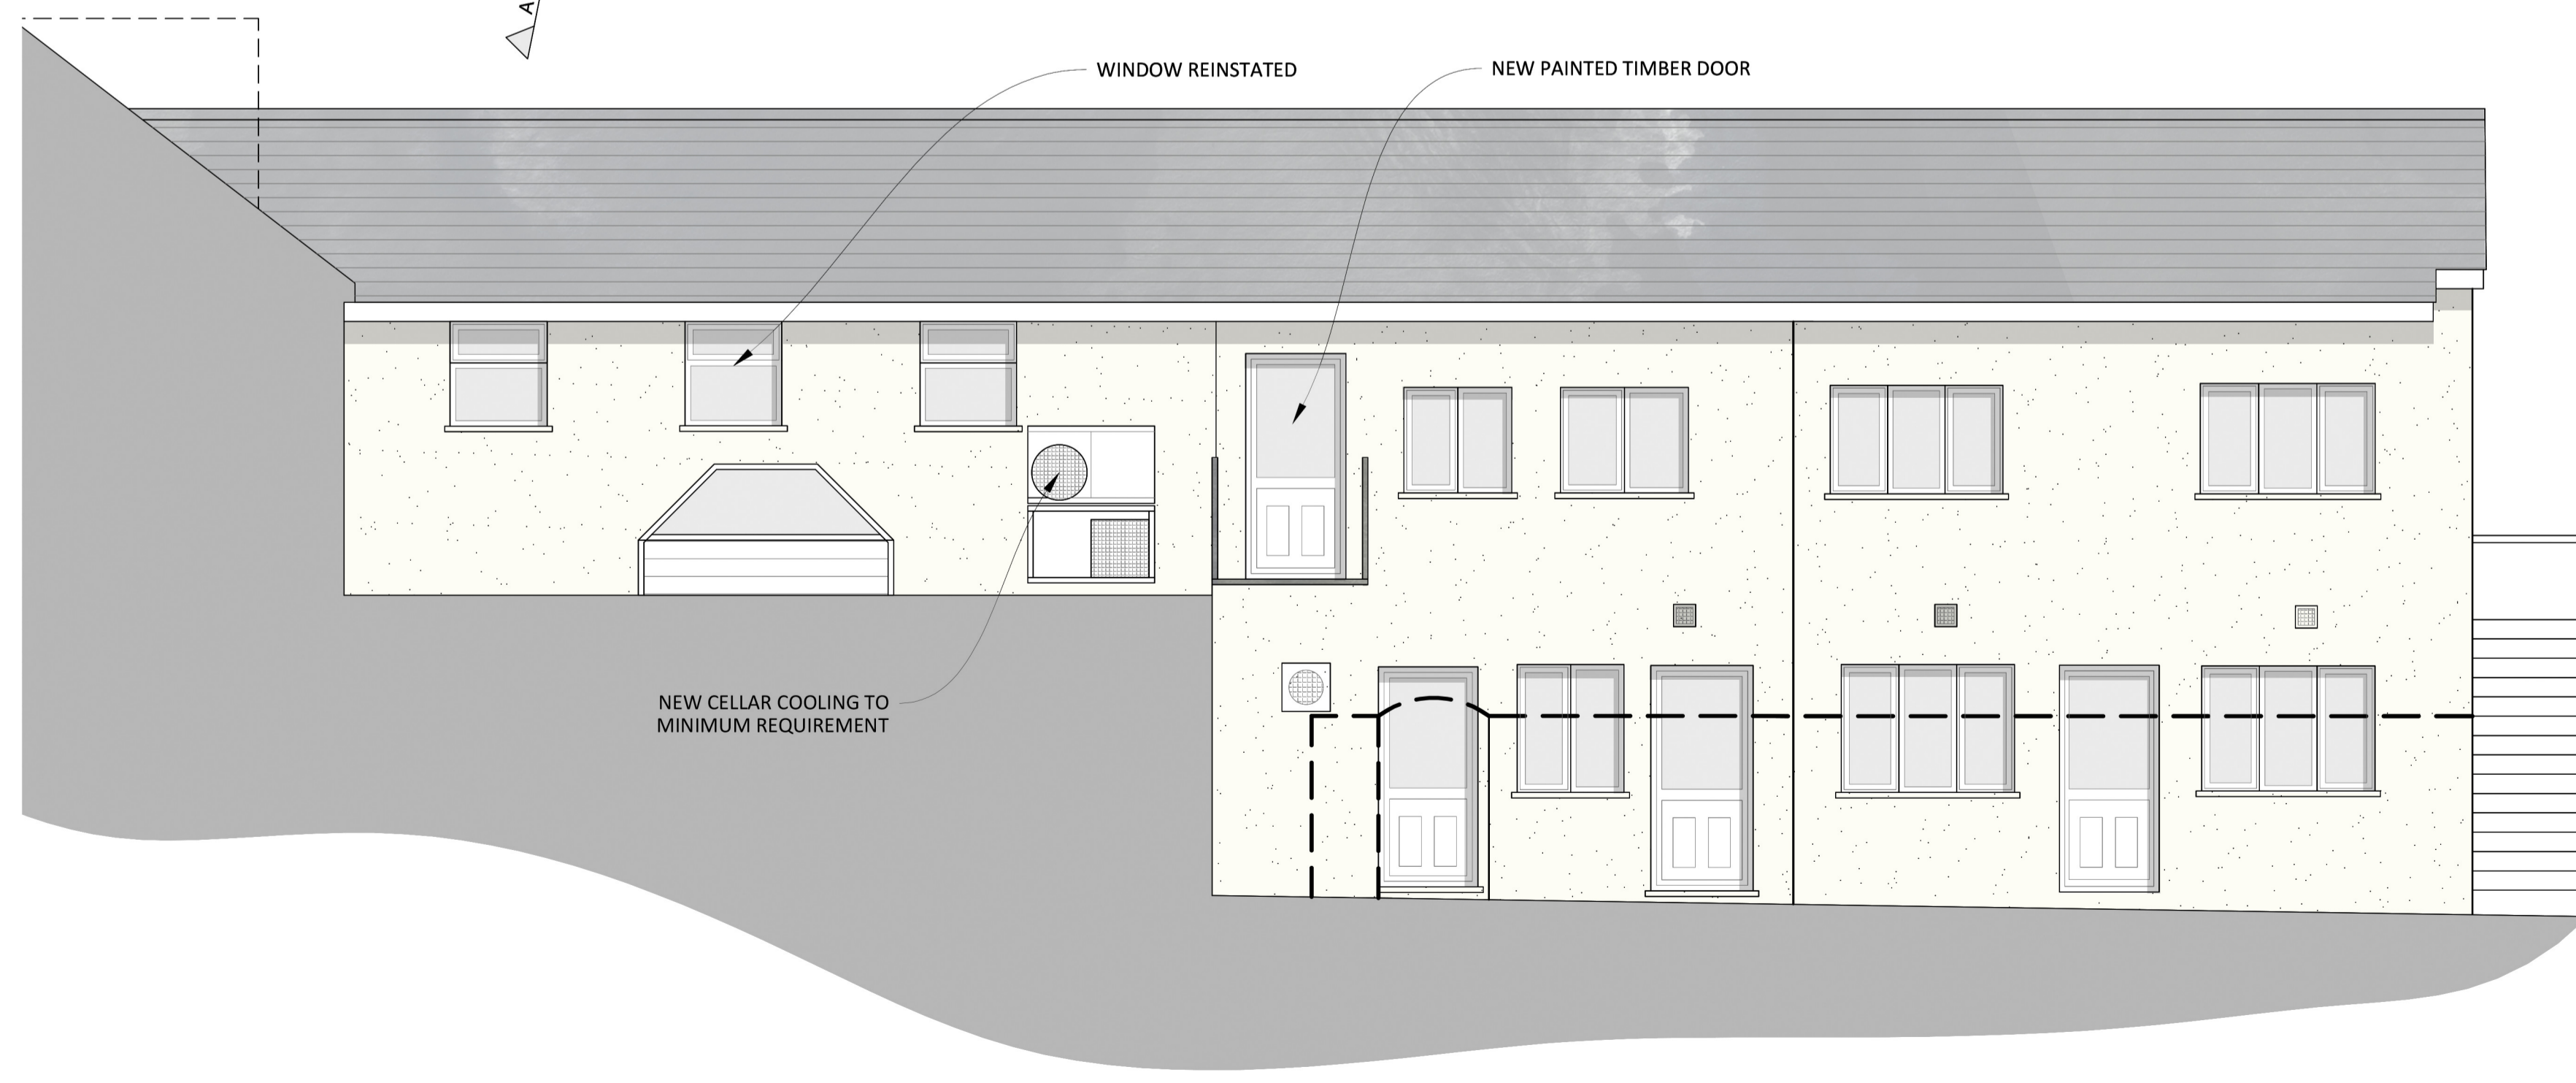 A
WINDOW REINSTATED
NEW PAINTED TIMBER DOOR
NEW CELLAR COOLING TO
MINIMUM REQUIREMENT